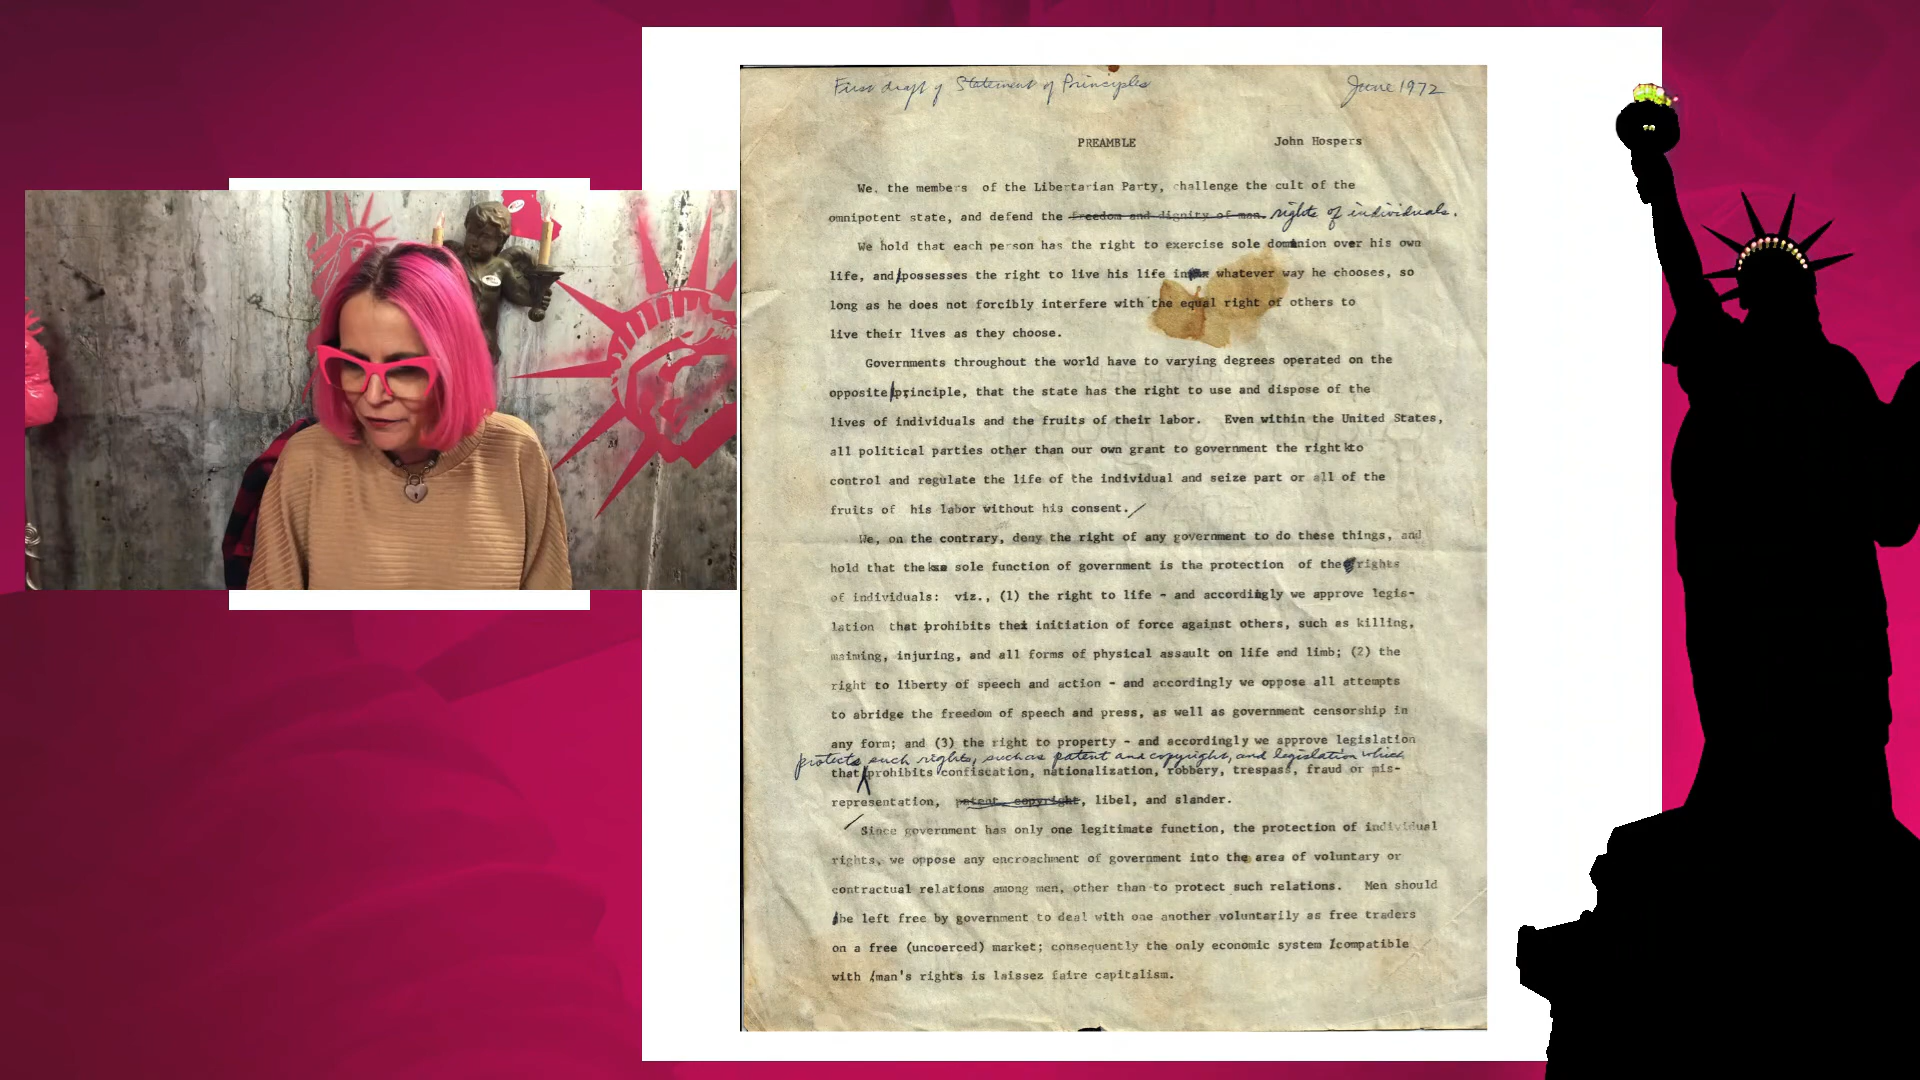 First draft of Statement of Principles June 1972
PREAMBLE John Hospers
We, the members of the Libertarian Party, challenge the cult of the
omnipotent state, and defend the freedom and dignity of man. rights of individuals.
We hold that each person has the right to exercise sole dominion over his own
life, and possesses the right to live his life in whatever way he chooses, so
long as he does not forcibly interfere with the equal right of others to
live their lives as they choose.
Governments throughout the world have to varying degrees operated on the
opposite principle, that the state has the right to use and dispose of the
lives of individuals and the fruits of their labor. Even within the United States,
all political parties other than our own grant to government the right to
control and regulate the life of the individual and seize part or all of the
fruits of his labor without his consent.
We, on the contrary, deny the right of any government to do these things, and
hold that the sole function of government is the protection of the rights
of individuals: viz., (1) the right to life - and accordingly we approve legis-
lation that prohibits the initiation of force against others, such as killing,
maiming, injuring, and all forms of physical assault on life and limb; (2) the
right to liberty of speech and action - and accordingly we oppose all attempts
to abridge the freedom of speech and press, as well as government censorship in
any form; and (3) the right to property - and accordingly we approve legislation
protects such rights, such as patent and copyright, and legislation which
that prohibits confiscation, nationalization, robbery, trespass, fraud or mis-
representation, patent, copyright, libel, and slander.
Since government has only one legitimate function, the protection of individual
rights, we oppose any encroachment of government into the area of voluntary or
contractual relations among men, other than to protect such relations. Men should
be left free by government to deal with one another voluntarily as free traders
on a free (uncoerced) market; consequently the only economic system compatible
with man's rights is laissez faire capitalism.